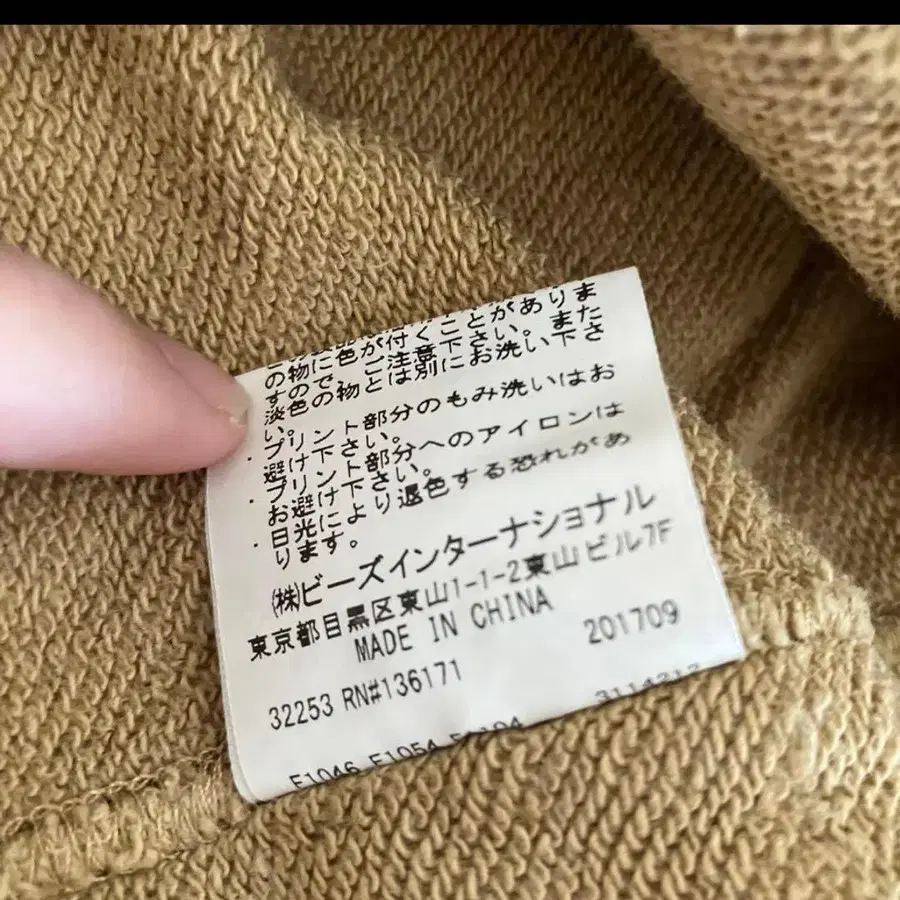 の物に色が付くことがありま
すので、ご注意下さい。また
淡色の物とは別にお洗い下さ
い。
・プリント部分のもみ洗いはお
避け下さい。
・プリント部分へのアイロンは
お避け下さい。
・日光により退色する恐れがあ
ります。
(株)ビーズインターナショナル
東京都目黒区東山1-1-2東山ビル7F
MADE IN CHINA 201709
32253 RN#136171
E1046 E1054